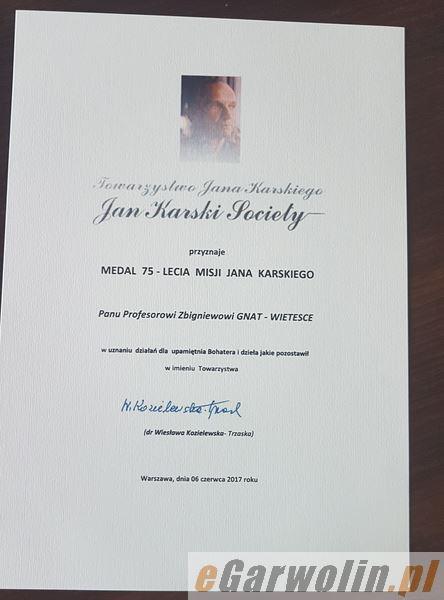 Towarzystwo Jana Karskiego
Jan Karski Society
przyznaje
MEDAL 75 - LECIA MISJI JANA KARSKIEGO
Panu Profesorowi Zbigniewowi GNAT - WIETESCE
w uznaniu działań dla upamiętnia Bohatera i dzieła jakie pozostawił
w imieniu Towarzystwa
W. Kozielewska-Trzask
(dr Wiesława Kozielewska- Trzaska)
Warszawa, dnia 06 czerwca 2017 roku
eGarwolin.pl